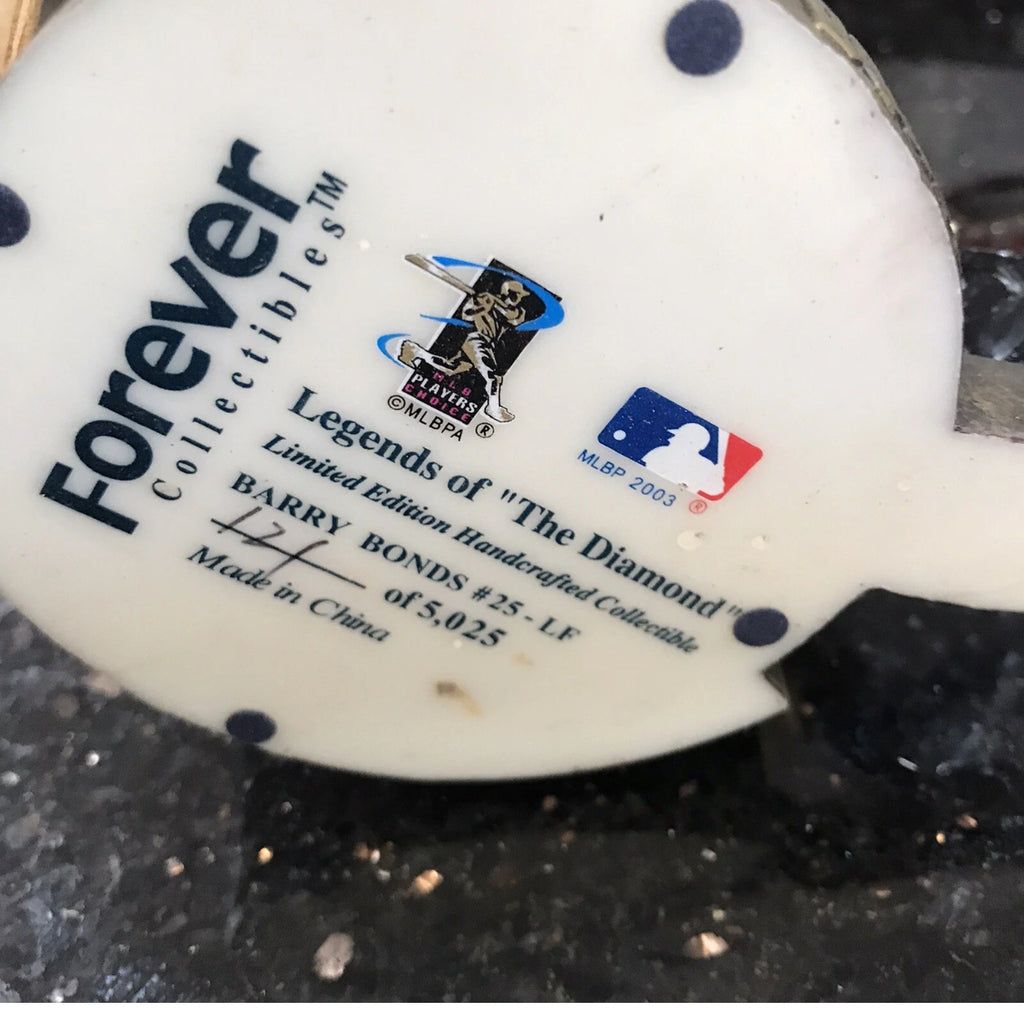 Forever
Collectibles™
MLB
PLAYERS
CHOICE
©MLBPA ®
MLBP 2003 ®
Legends of "The Diamond"
Limited Edition Handcrafted Collectible
BARRY BONDS #25 - LF
of 5,025
Made in China